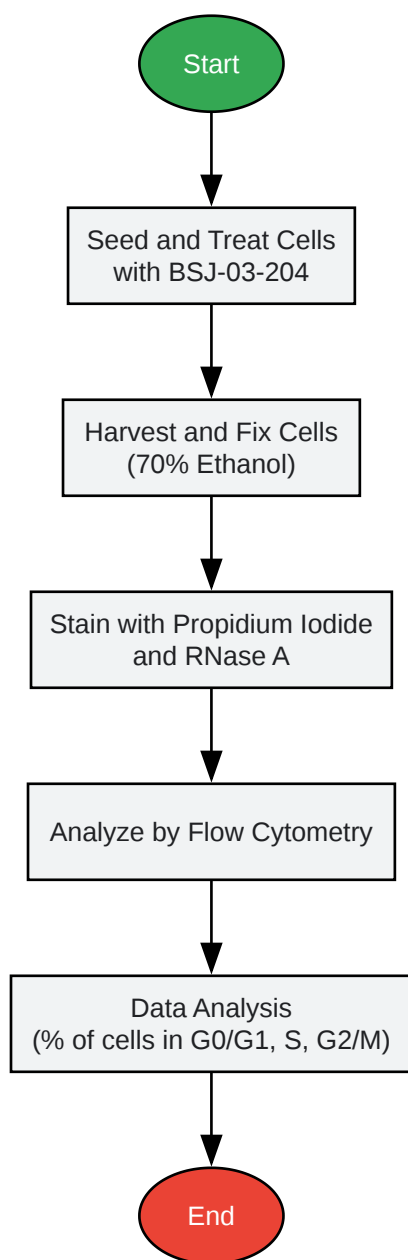 Start
Seed and Treat Cells
with BSJ-03-204
Harvest and Fix Cells
(70% Ethanol)
Stain with Propidium Iodide
and RNase A
Analyze by Flow Cytometry
Data Analysis
(% of cells in G0/G1, S, G2/M)
End